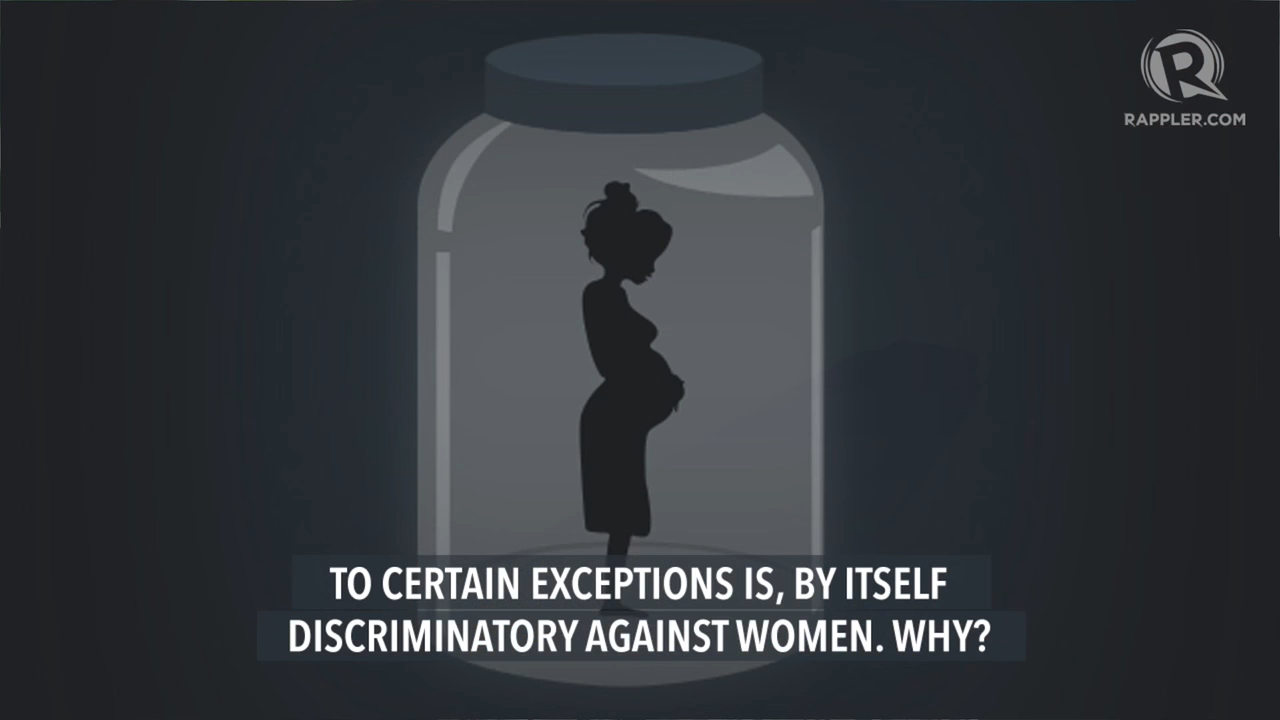 RAPPLER.COM
TO CERTAIN EXCEPTIONS IS, BY ITSELF
DISCRIMINATORY AGAINST WOMEN. WHY?